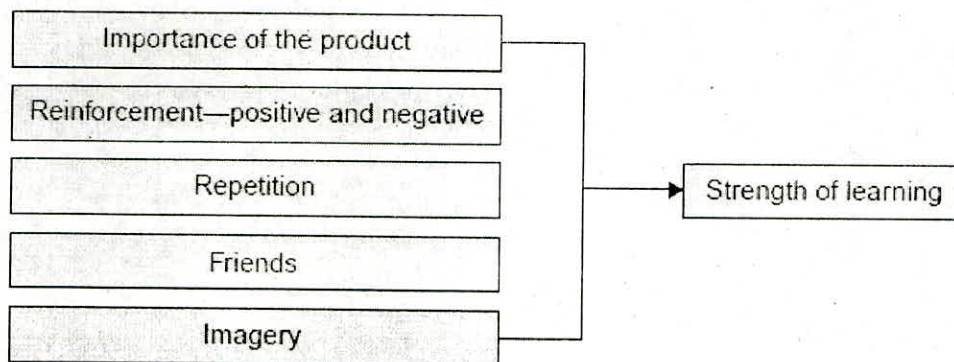 Importance of the product
Reinforcement—positive and negative
Repetition
Strength of learning
Friends
Imagery